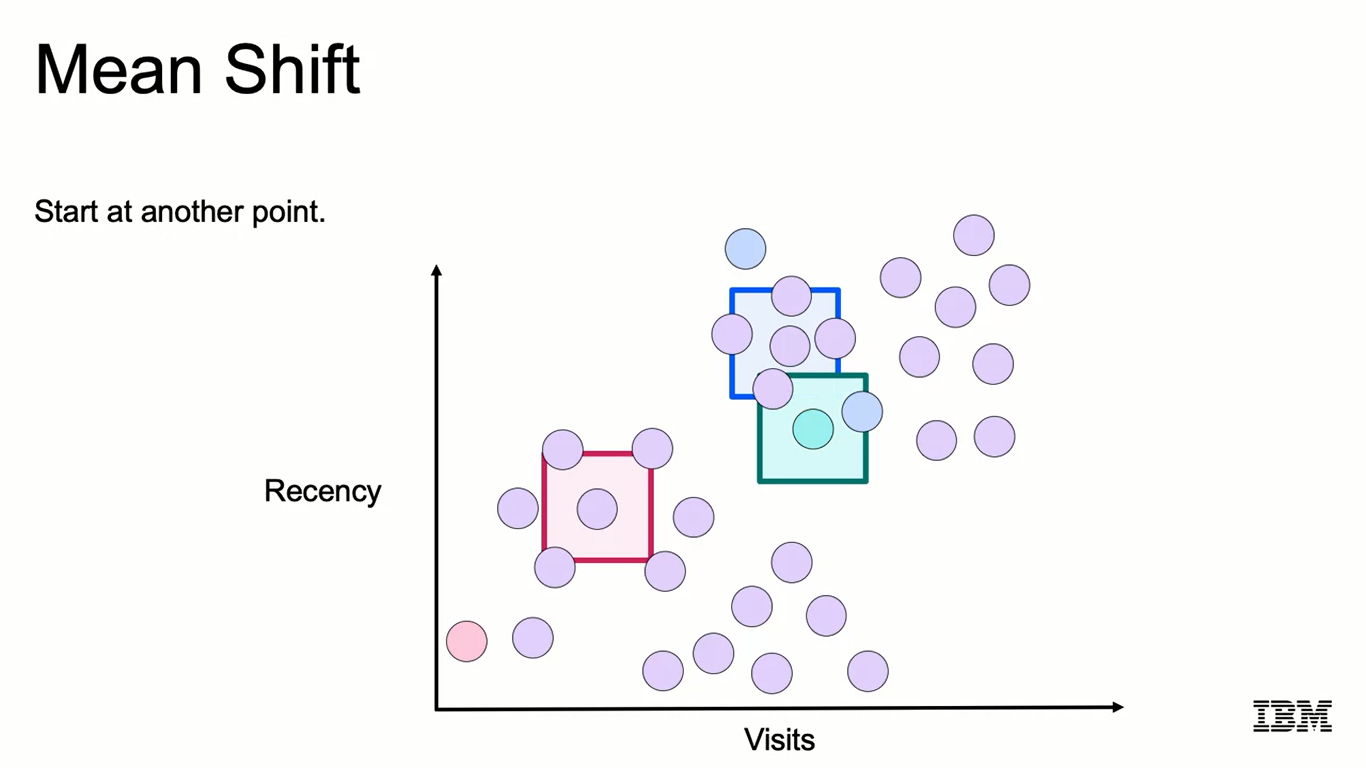 Mean Shift
Start at another point.
Recency
Visits
IBM